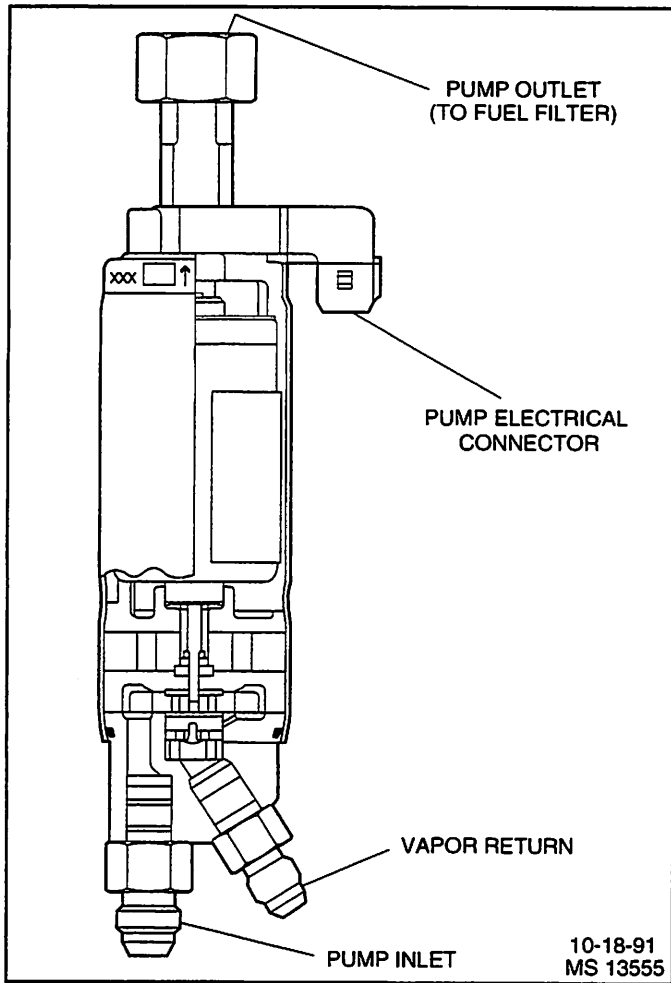 PUMP OUTLET
(TO FUEL FILTER)
XXX
PUMP ELECTRICAL
CONNECTOR
VAPOR RETURN
PUMP INLET
10-18-91
MS 13555